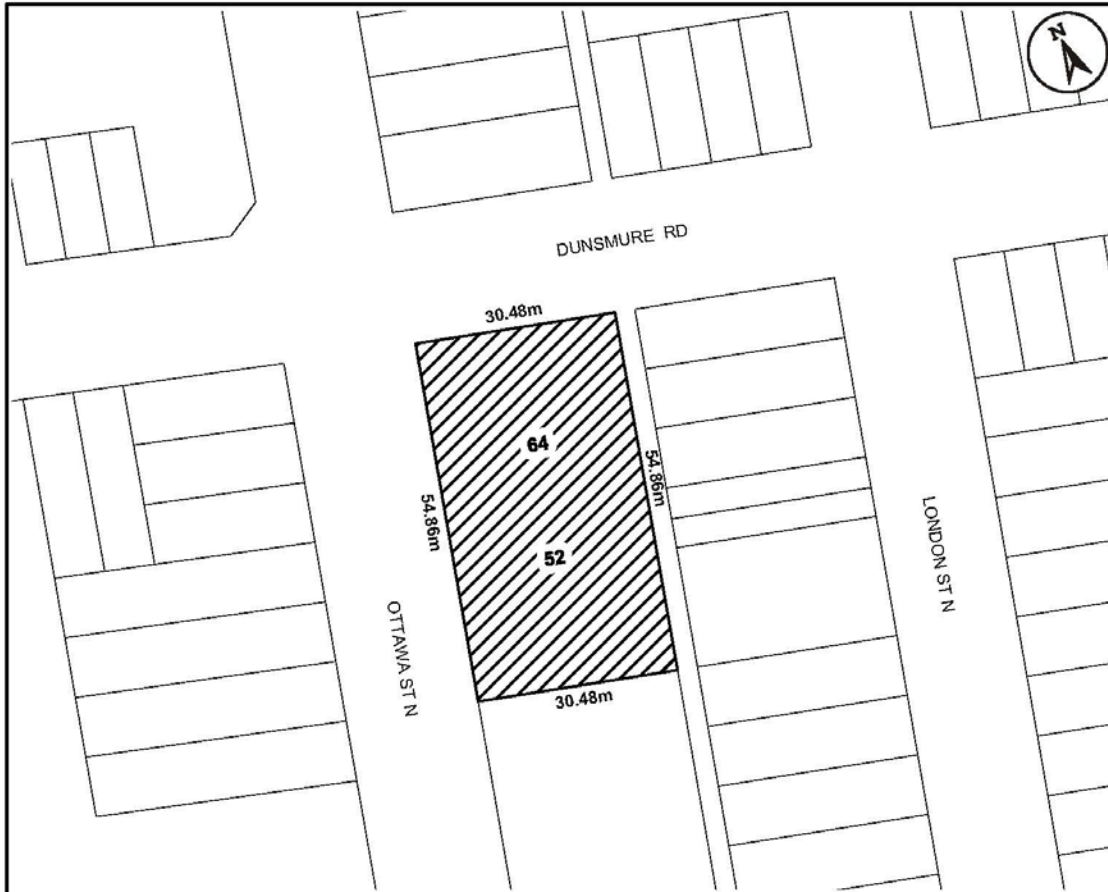 N
DUNSMURE RD
30.48m
64
54.86m
54.86m
52
LONDON ST N
OTTAWA ST N
30.48m